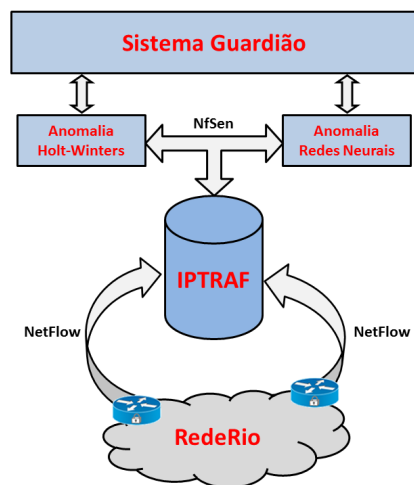 Sistema Guardião
NfSen
Anomalia
Holt-Winters
Anomalia
Redes Neurais
IPTRAF
NetFlow
NetFlow
RedeRio